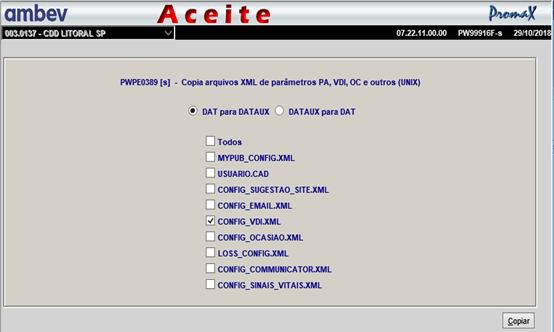 ambev Aceite PromaX
003.0137 - CDD LITORAL SP 07.22.11.00.00 PW99916F-s 29/10/2018
PWPE0389 [s] - Copia arquivos XML de parâmetros PA, VDI, OC e outros (UNIX)
DAT para DATAUX DATAUX para DAT
Todos
MYPUB_CONFIG.XML
USUARIO.CAD
CONFIG_SUGESTAO_SITE.XML
CONFIG_EMAIL.XML
CONFIG_VDI.XML
CONFIG_OCASIAO.XML
LOSS_CONFIG.XML
CONFIG_COMMUNICATOR.XML
CONFIG_SINAIS_VITAIS.XML
Copiar